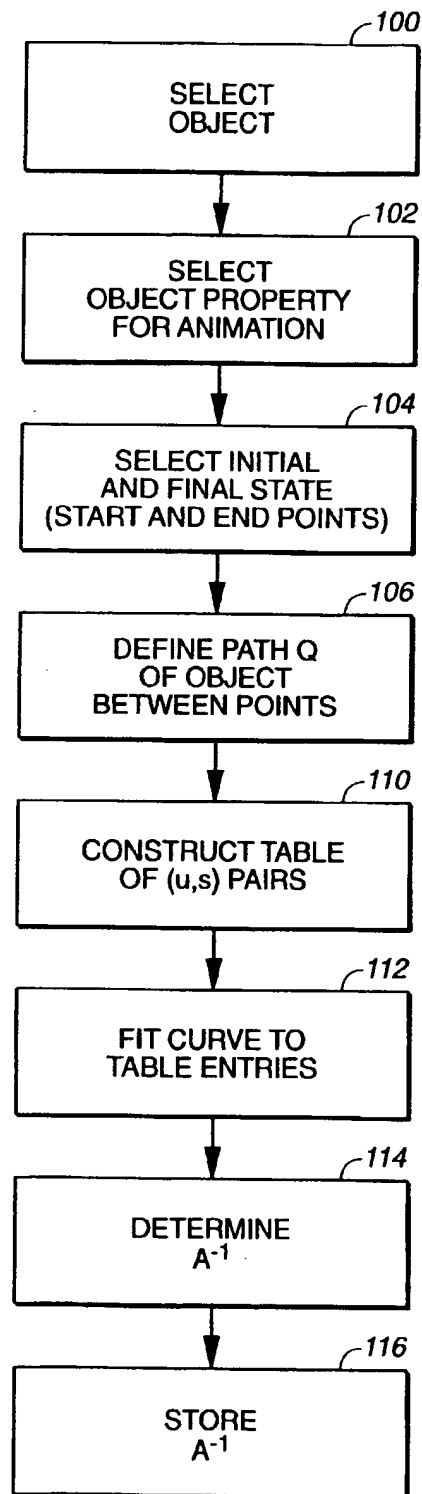 100
SELECT
OBJECT
102
SELECT
OBJECT PROPERTY
FOR ANIMATION
104
SELECT INITIAL
AND FINAL STATE
(START AND END POINTS)
106
DEFINE PATH Q
OF OBJECT
BETWEEN POINTS
110
CONSTRUCT TABLE
OF (u,s) PAIRS
112
FIT CURVE TO
TABLE ENTRIES
114
DETERMINE
A⁻¹
116
STORE
A⁻¹